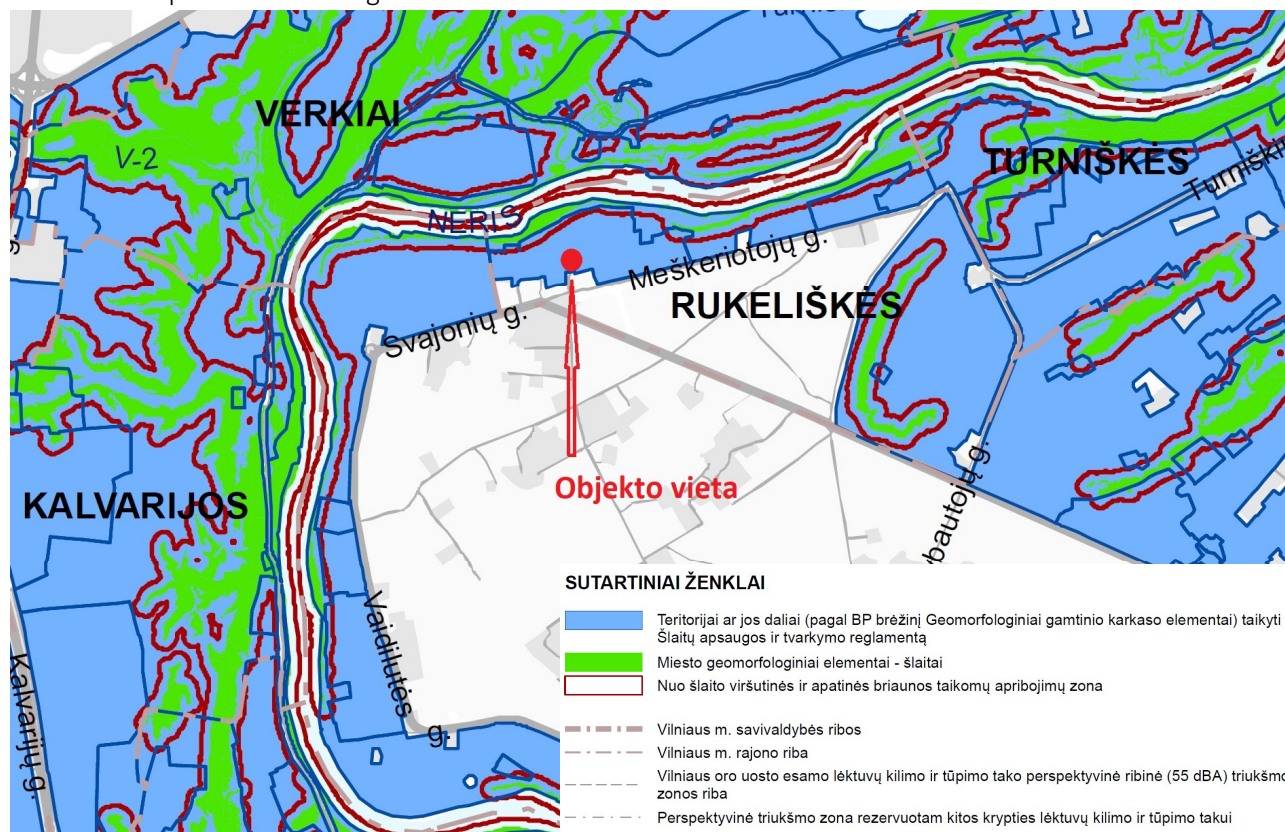 VERKIAI
V-2
NERIS
TURNIŠKĖS
Meškeriotojų g.
RUKELIŠKĖS
Svajonių g.
Objekto vieta
KALVARIJOS
Vaidilutės g.
Kalvarijų g.
SUTARTINIAI ŽENKLAI
Teritorijai ar jos daliai (pagal BP brėžinį Geomorfologiniai gamtinio karkaso elementai) taikyti
Šlaitų apsaugos ir tvarkymo reglamentą
Miesto geomorfologiniai elementai - šlaitai
Nuo šlaito viršutinės ir apatinės briaunos taikomų apribojimų zona
Vilniaus m. savivaldybės ribos
Vilniaus m. rajono riba
Vilniaus oro uosto esamo lėktuvų kilimo ir tūpimo tako perspektyvinė ribinė (55 dBA) triukšmo
zonos riba
Perspektyvinė triukšmo zona rezervuotam kitos krypties lėktuvų kilimo ir tūpimo takui